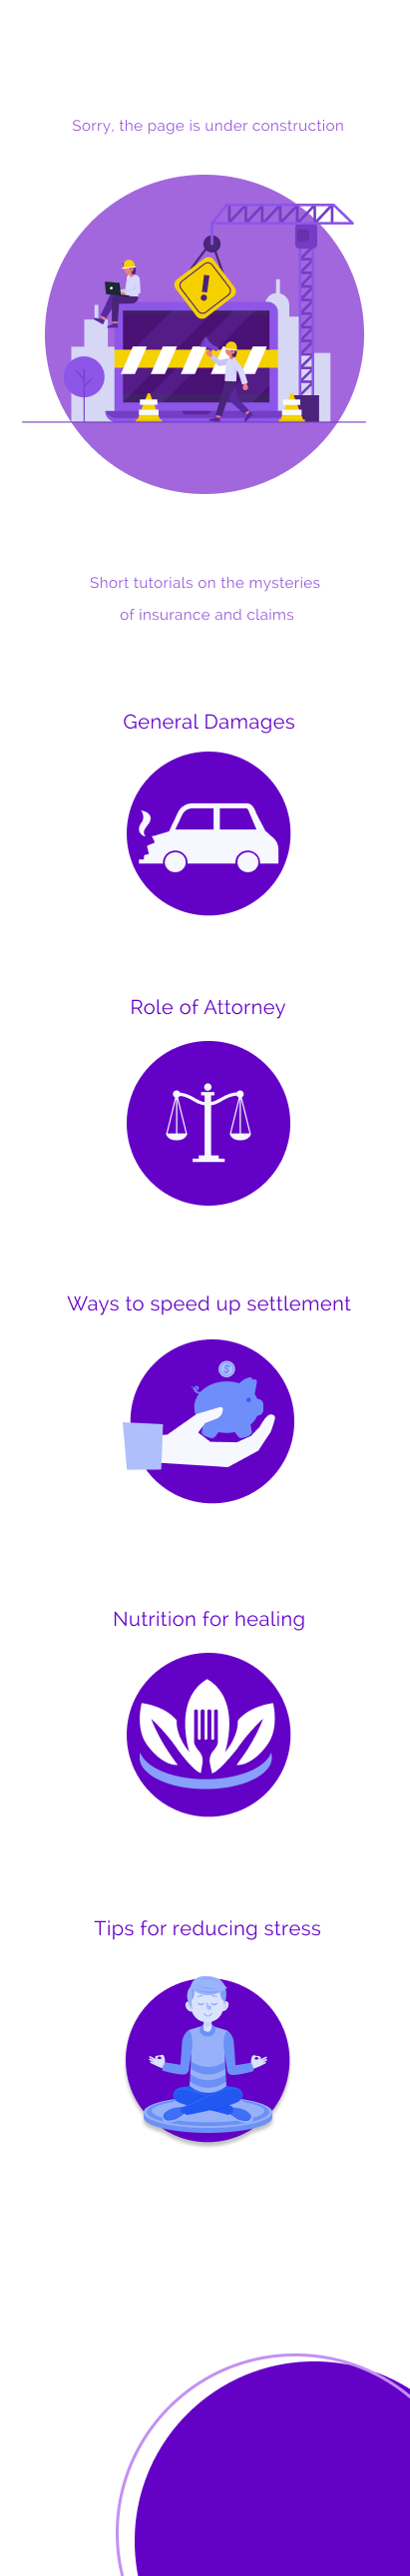 Sorry, the page is under construction
!
Short tutorials on the mysteries
of insurance and claims
General Damages
Role of Attorney
Ways to speed up settlement
$
Nutrition for healing
Tips for reducing stress